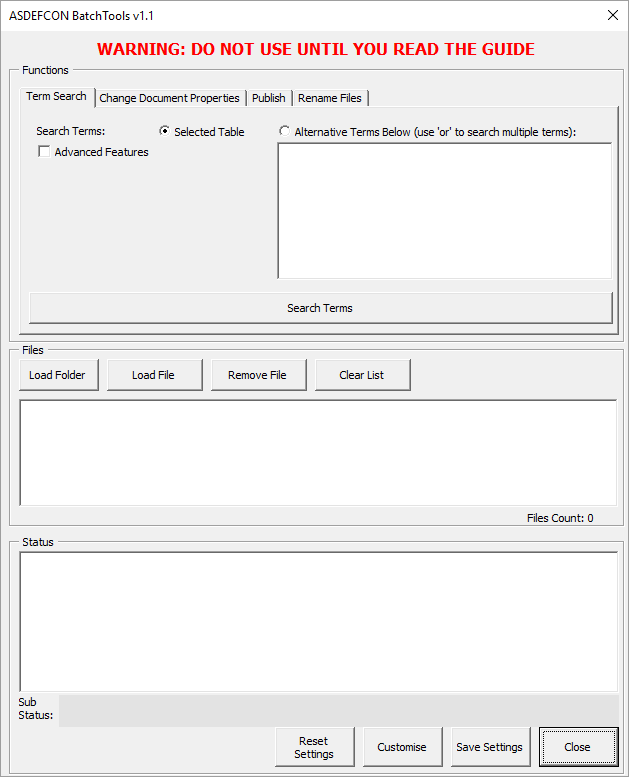 ASDEFCON BatchTools v1.1
WARNING: DO NOT USE UNTIL YOU READ THE GUIDE
Functions
Term Search Change Document Properties Publish Rename Files
Search Terms: Selected Table Alternative Terms Below (use 'or' to search multiple terms):
Advanced Features
Search Terms
Files
Load Folder Load File Remove File Clear List
Files Count: 0
Status
Sub
Status:
Reset
Settings
Customise Save Settings Close